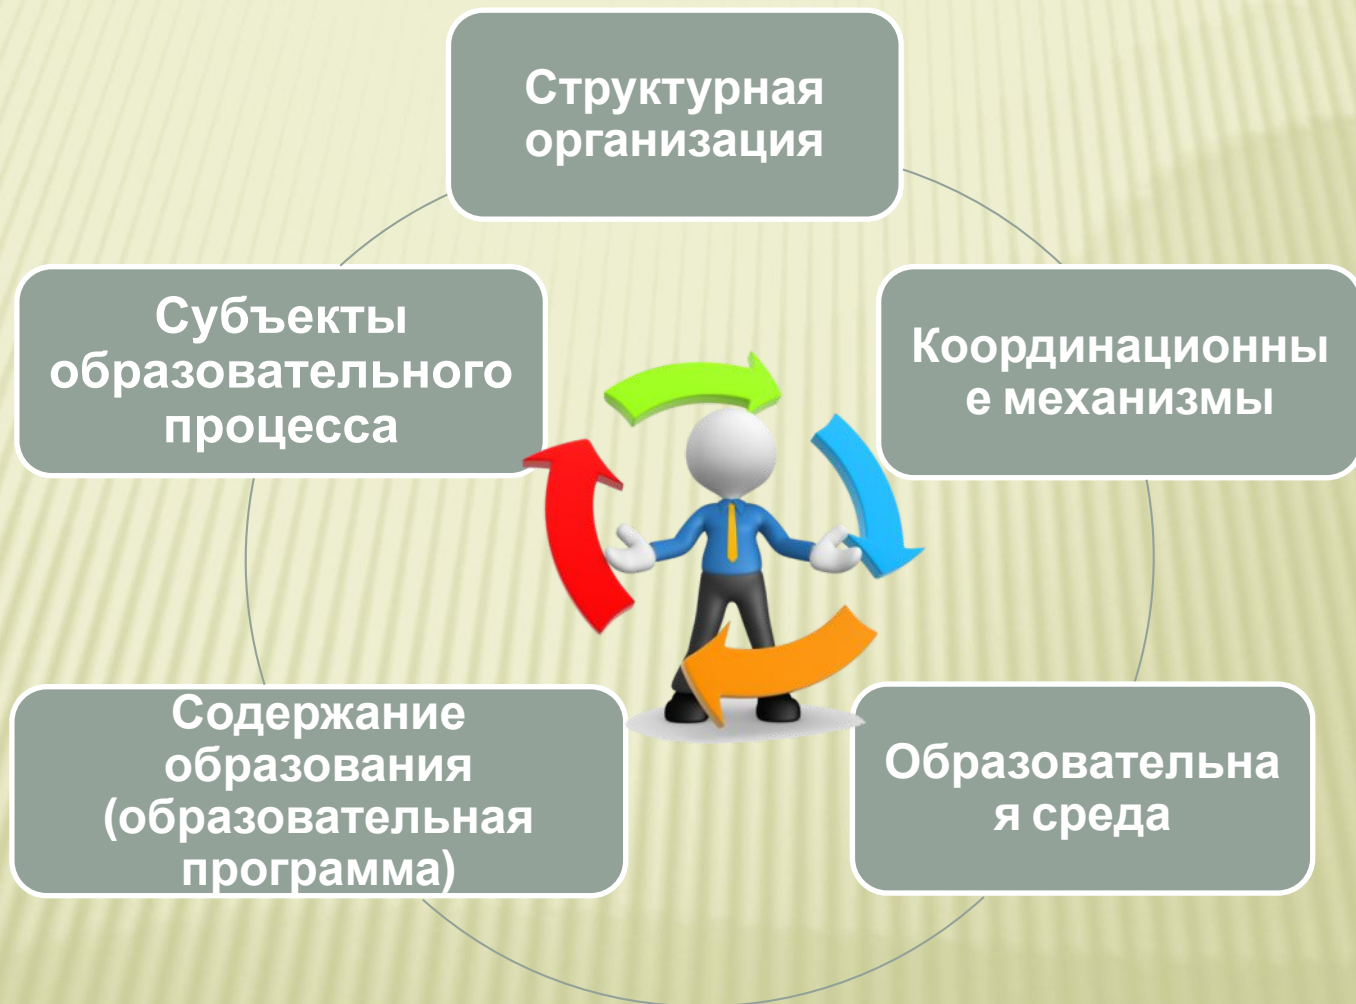 Структурная
организация
Субъекты
образовательного
процесса
Координационны
е механизмы
Содержание
образования
(образовательная
программа)
Образовательна
я среда